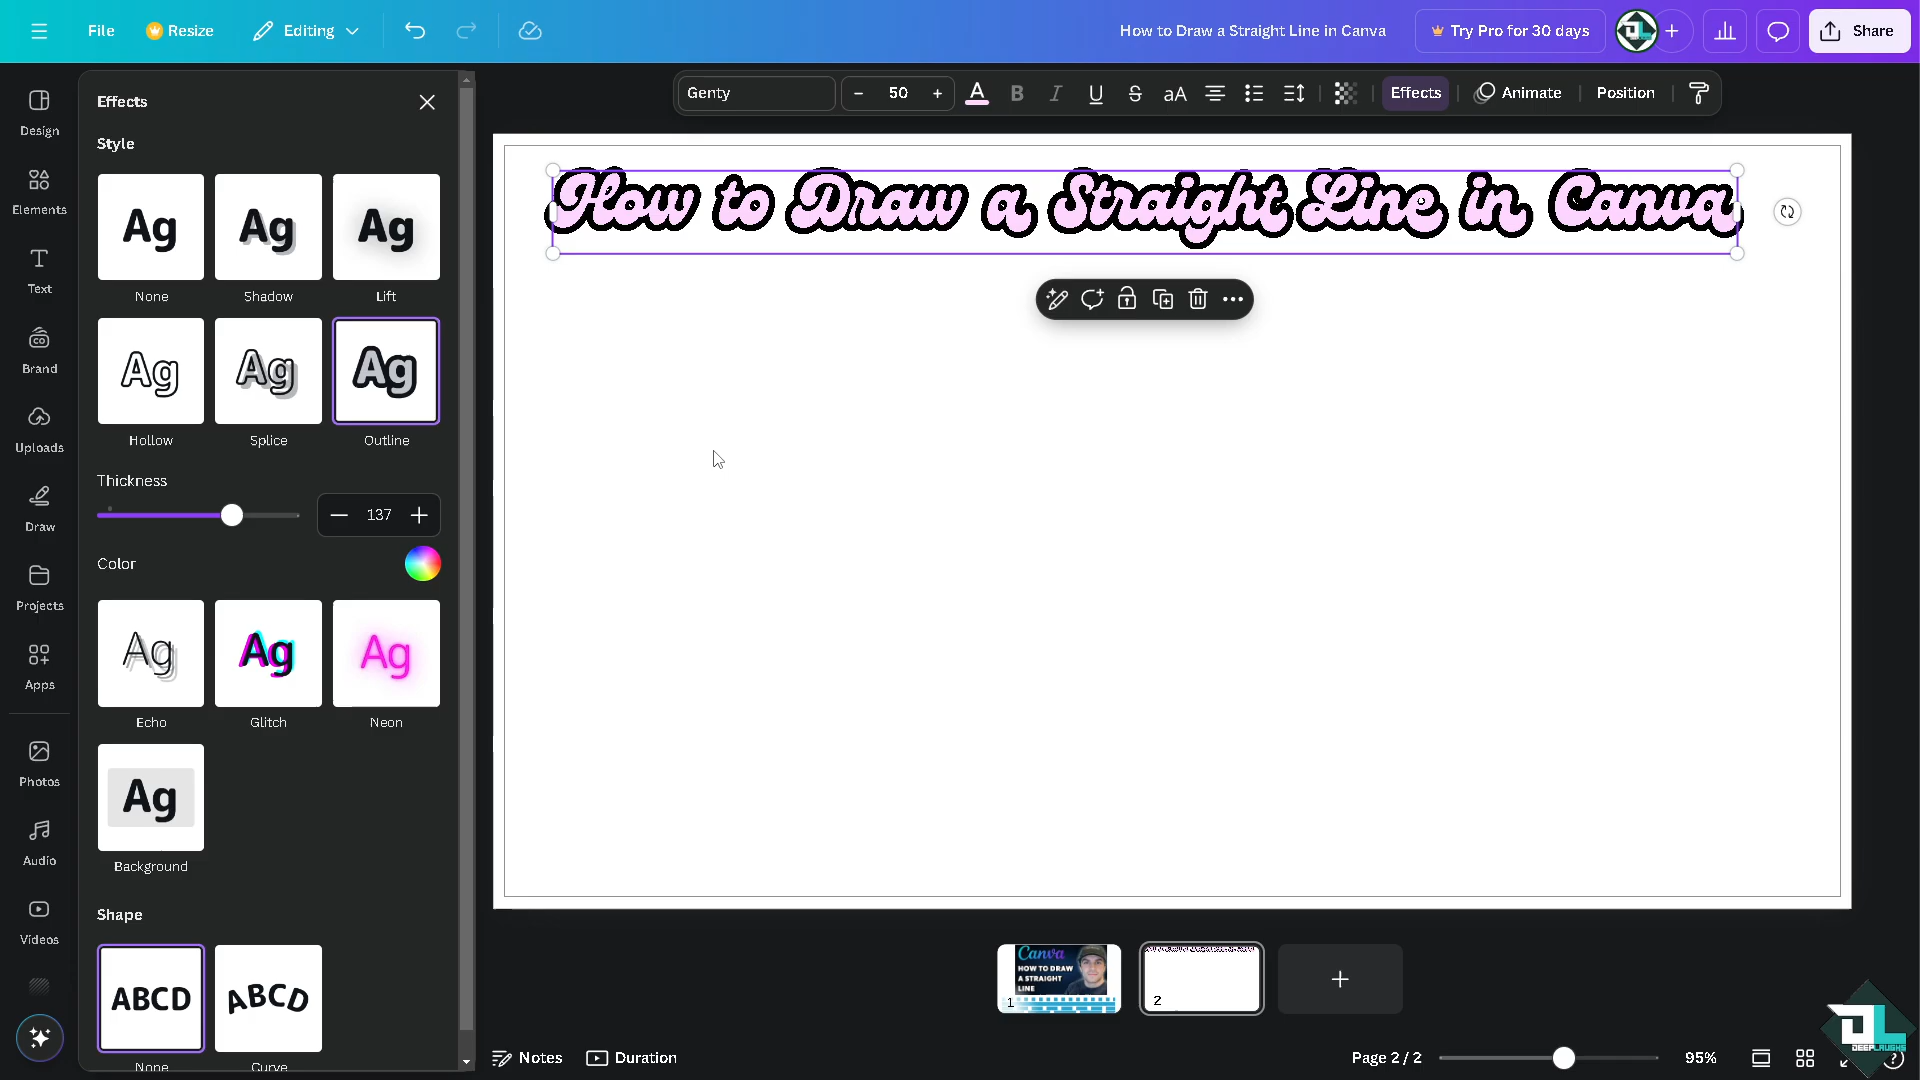 File
Resize
Editing
How to Draw a Straight Line in Canva
Try Pro for 30 days
Share
Design
Elements
Text
Brand
Uploads
Draw
Projects
Apps
Photos
Audio
Videos
Effects
Style
Ag
Ag
Ag
None
Shadow
Lift
Ag
Ag
Ag
Hollow
Splice
Outline
Thickness
137
Color
Ag
Ag
Ag
Echo
Glitch
Neon
Ag
Background
Shape
ABCD
ABCD
None
Curve
Genty
50
A
B
I
U
S
aA
Effects
Animate
Position
How to Draw a Straight Line in Canva
Canva
HOW TO DRAW
A STRAIGHT
LINE
1
2
Notes
Duration
Page 2 / 2
95%
DEEPLAUGHS